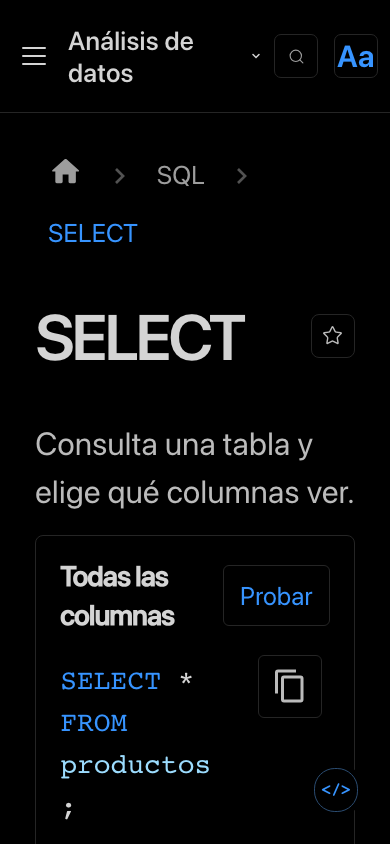 Análisis de
datos
Aa
SQL
SELECT
SELECT
Consulta una tabla y
elige qué columnas ver.
Todas las
columnas
Probar
SELECT *
FROM
productos
;
</>